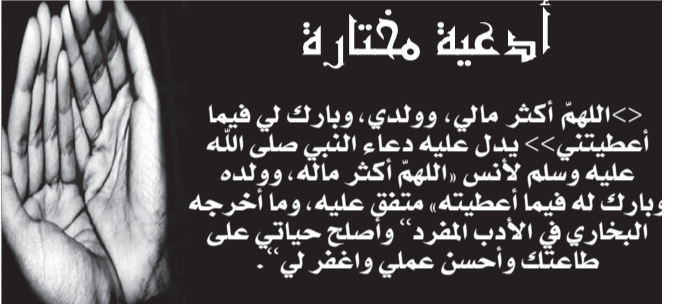 أدعية مختارة
<>اللهمّ أكثر مالي، وولدي، وبارك لي فيما
أعطيتني>> يدل عليه دعاء النبي صلى الله
عليه وسلم لأنس «اللهمّ أكثر ماله، وولده
وبارك له فيما أعطيته» متفق عليه، وما أخرجه
البخاري في الأدب المفرد“ وأصلح حياتي على
طاعتك وأحسن عملي واغفر لي“.